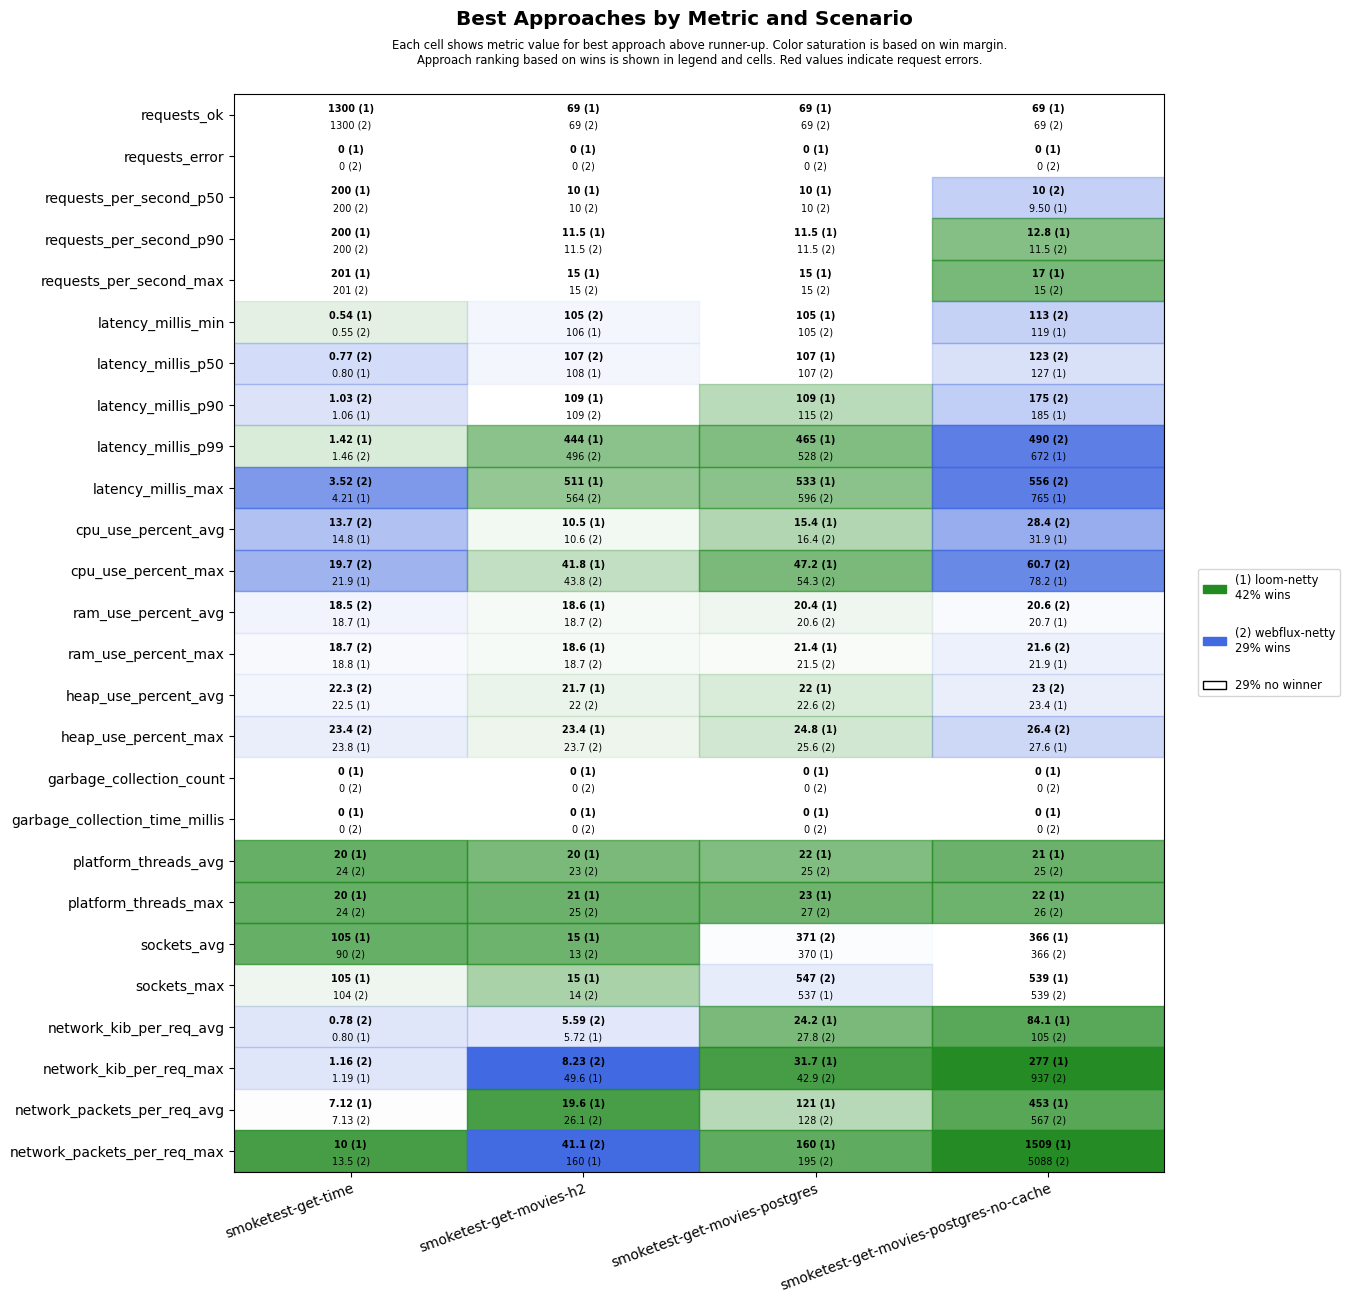 Best Approaches by Metric and Scenario
Each cell shows metric value for best approach above runner-up. Color saturation is based on win margin.
Approach ranking based on wins is shown in legend and cells. Red values indicate request errors.
requests_ok
1300 (1) 69 (1) 69 (1) 69 (1)
1300 (2) 69 (2) 69 (2) 69 (2)
requests_error
0 (1) 0 (1) 0 (1) 0 (1)
0 (2) 0 (2) 0 (2) 0 (2)
requests_per_second_p50
200 (1) 10 (1) 10 (1) 10 (2)
200 (2) 10 (2) 10 (2) 9.50 (1)
requests_per_second_p90
200 (1) 11.5 (1) 11.5 (1) 12.8 (1)
200 (2) 11.5 (2) 11.5 (2) 11.5 (2)
requests_per_second_max
201 (1) 15 (1) 15 (1) 17 (1)
201 (2) 15 (2) 15 (2) 15 (2)
latency_millis_min
0.54 (1) 105 (2) 105 (1) 113 (2)
0.55 (2) 106 (1) 105 (2) 119 (1)
latency_millis_p50
0.77 (2) 107 (2) 107 (1) 123 (2)
0.80 (1) 108 (1) 107 (2) 127 (1)
latency_millis_p90
1.03 (2) 109 (1) 109 (1) 175 (2)
1.06 (1) 109 (2) 115 (2) 185 (1)
latency_millis_p99
1.42 (1) 444 (1) 465 (1) 490 (2)
1.46 (2) 496 (2) 528 (2) 672 (1)
latency_millis_max
3.52 (2) 511 (1) 533 (1) 556 (2)
4.21 (1) 564 (2) 596 (2) 765 (1)
cpu_use_percent_avg
13.7 (2) 10.5 (1) 15.4 (1) 28.4 (2)
14.8 (1) 10.6 (2) 16.4 (2) 31.9 (1)
cpu_use_percent_max
19.7 (2) 41.8 (1) 47.2 (1) 60.7 (2)
21.9 (1) 43.8 (2) 54.3 (2) 78.2 (1)
ram_use_percent_avg
18.5 (2) 18.6 (1) 20.4 (1) 20.6 (2)
18.7 (1) 18.7 (2) 20.6 (2) 20.7 (1)
ram_use_percent_max
18.7 (2) 18.6 (1) 21.4 (1) 21.6 (2)
18.8 (1) 18.7 (2) 21.5 (2) 21.9 (1)
heap_use_percent_avg
22.3 (2) 21.7 (1) 22 (1) 23 (2)
22.5 (1) 22 (2) 22.6 (2) 23.4 (1)
heap_use_percent_max
23.4 (2) 23.4 (1) 24.8 (1) 26.4 (2)
23.8 (1) 23.7 (2) 25.6 (2) 27.6 (1)
garbage_collection_count
0 (1) 0 (1) 0 (1) 0 (1)
0 (2) 0 (2) 0 (2) 0 (2)
garbage_collection_time_millis
0 (1) 0 (1) 0 (1) 0 (1)
0 (2) 0 (2) 0 (2) 0 (2)
platform_threads_avg
20 (1) 20 (1) 22 (1) 21 (1)
24 (2) 23 (2) 25 (2) 25 (2)
platform_threads_max
20 (1) 21 (1) 23 (1) 22 (1)
24 (2) 25 (2) 27 (2) 26 (2)
sockets_avg
105 (1) 15 (1) 371 (2) 366 (1)
90 (2) 13 (2) 370 (1) 366 (2)
sockets_max
105 (1) 15 (1) 547 (2) 539 (1)
104 (2) 14 (2) 537 (1) 539 (2)
network_kib_per_req_avg
0.78 (2) 5.59 (2) 24.2 (1) 84.1 (1)
0.80 (1) 5.72 (1) 27.8 (2) 105 (2)
network_kib_per_req_max
1.16 (2) 8.23 (2) 31.7 (1) 277 (1)
1.19 (1) 49.6 (1) 42.9 (2) 937 (2)
network_packets_per_req_avg
7.12 (1) 19.6 (1) 121 (1) 453 (1)
7.13 (2) 26.1 (2) 128 (2) 567 (2)
network_packets_per_req_max
10 (1) 41.1 (2) 160 (1) 1509 (1)
13.5 (2) 160 (1) 195 (2) 5088 (2)
smoketest-get-time
smoketest-get-movies-h2
smoketest-get-movies-postgres
smoketest-get-movies-postgres-no-cache
(1) loom-netty
42% wins
(2) webflux-netty
29% wins
29% no winner